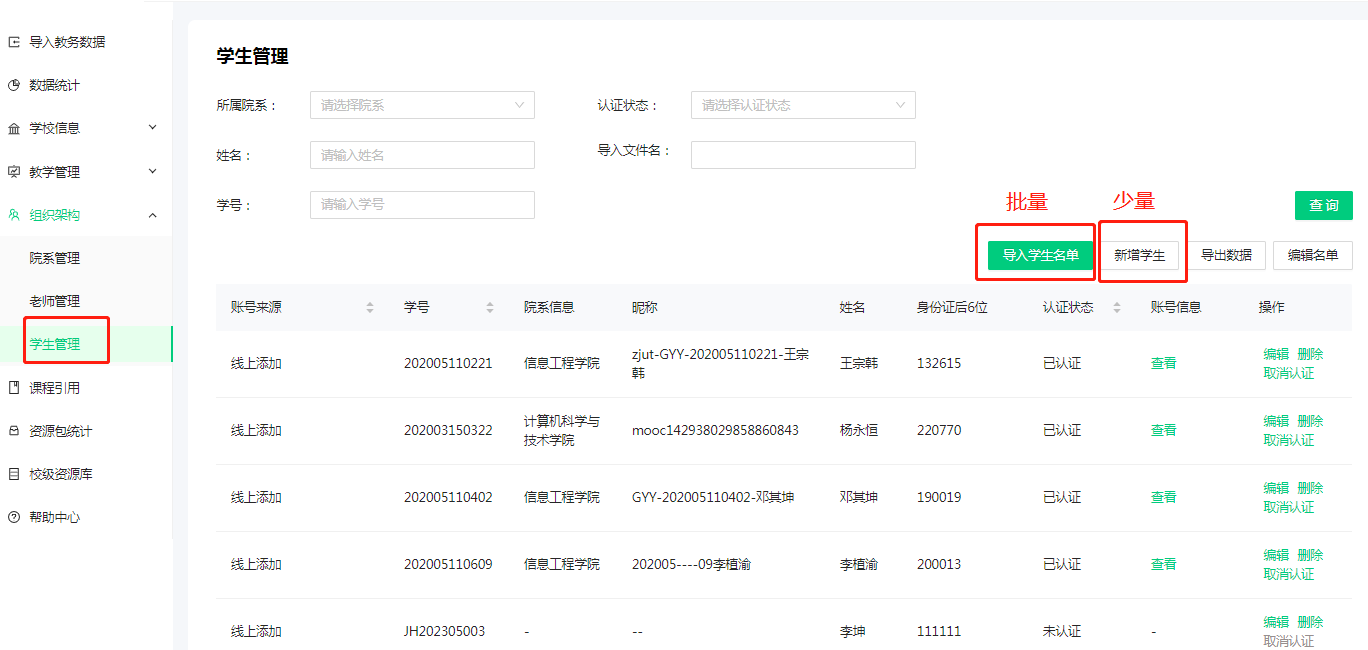 导入教务数据
数据统计
学校信息
教学管理
组织架构
院系管理
老师管理
学生管理
课程引用
资源包统计
校级资源库
帮助中心
学生管理
所属院系： 请选择院系 认证状态： 请选择认证状态
姓名： 请输入姓名 导入文件名：
学号： 请输入学号
批量 少量 查询
导入学生名单 新增学生 导出数据 编辑名单
账号来源 学号 院系信息 昵称 姓名 身份证后6位 认证状态 账号信息 操作
线上添加 202005110221 信息工程学院 zjut-GYY-202005110221-王宗 王宗韩 132615 已认证 查看 编辑 删除
韩 取消认证
线上添加 202003150322 计算机科学与 mooc142938029858860843 杨永恒 220770 已认证 查看 编辑 删除
技术学院 取消认证
线上添加 202005110402 信息工程学院 GYY-202005110402-邓其坤 邓其坤 190019 已认证 查看 编辑 删除
取消认证
线上添加 202005110609 信息工程学院 202005----09李植渝 李植渝 200013 已认证 查看 编辑 删除
取消认证
线上添加 JH202305003 - -- 李坤 111111 未认证 - 编辑 删除
取消认证